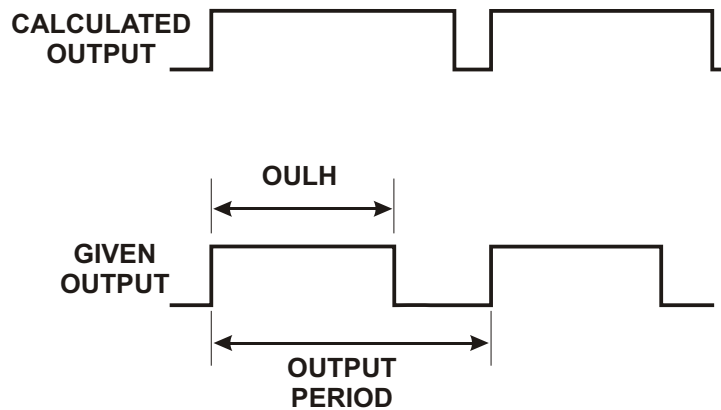 CALCULATED
OUTPUT
OULH
GIVEN
OUTPUT
OUTPUT
PERIOD